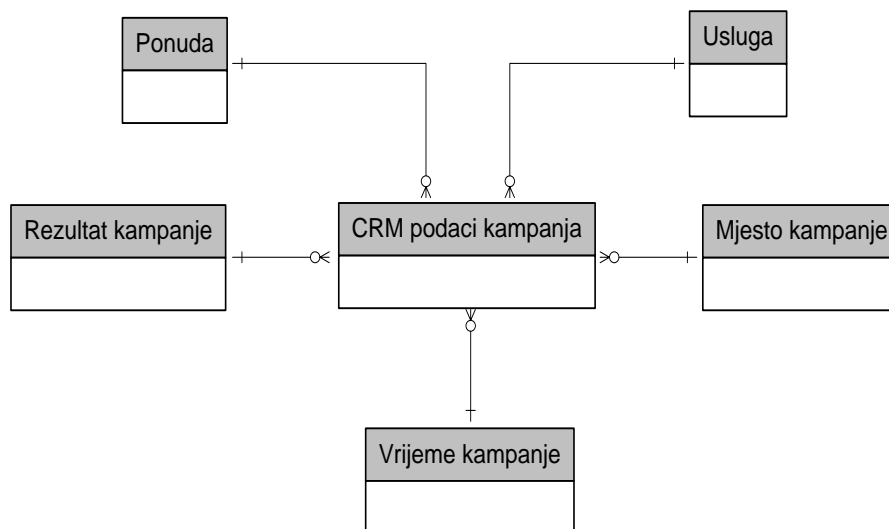 Ponuda
Usluga
Rezultat kampanje
CRM podaci kampanja
Mjesto kampanje
Vrijeme kampanje